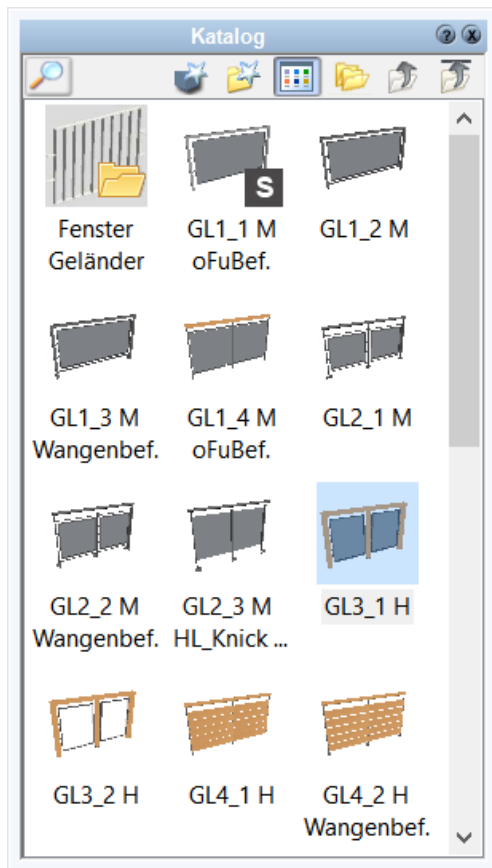 Katalog
Fenster
Geländer
S
GL1_1 M
oFuBef.
GL1_2 M
GL1_3 M
Wangenbef.
GL1_4 M
oFuBef.
GL2_1 M
GL2_2 M
Wangenbef.
GL2_3 M
HL_Knick ...
GL3_1 H
GL3_2 H
GL4_1 H
GL4_2 H
Wangenbef.